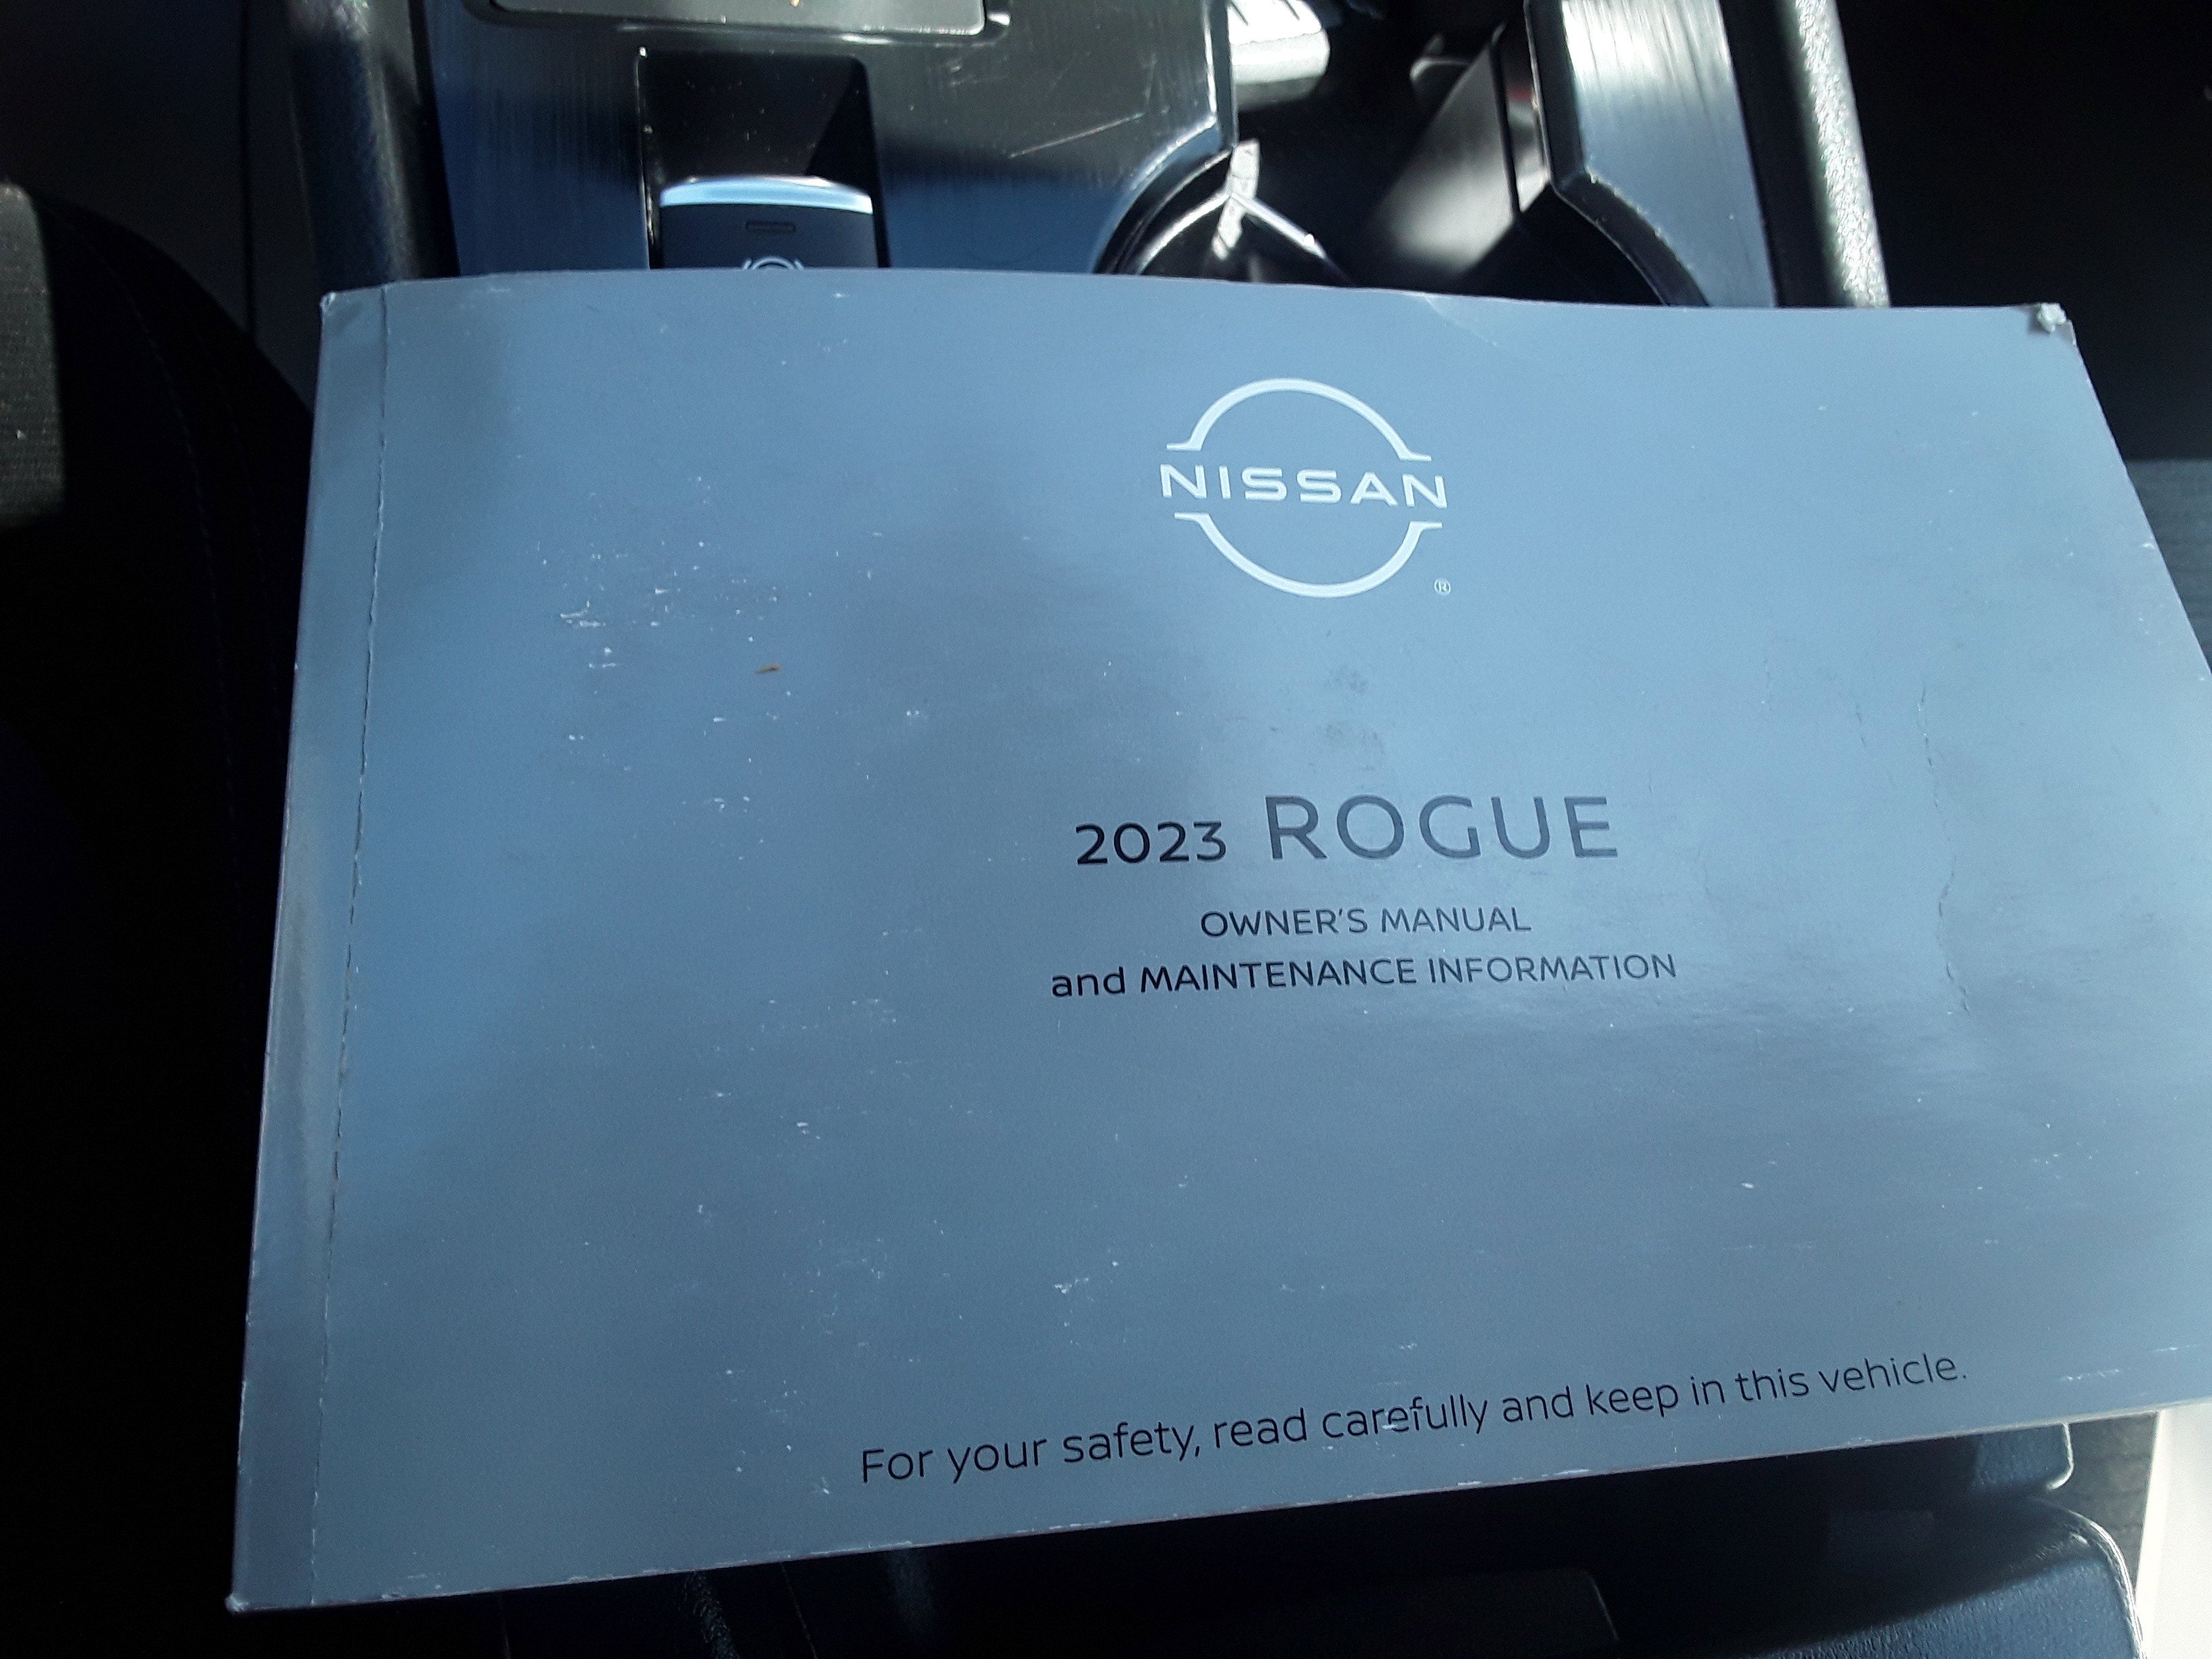 NISSAN
®
2023 ROGUE
OWNER'S MANUAL
and MAINTENANCE INFORMATION
For your safety, read carefully and keep in this vehicle.